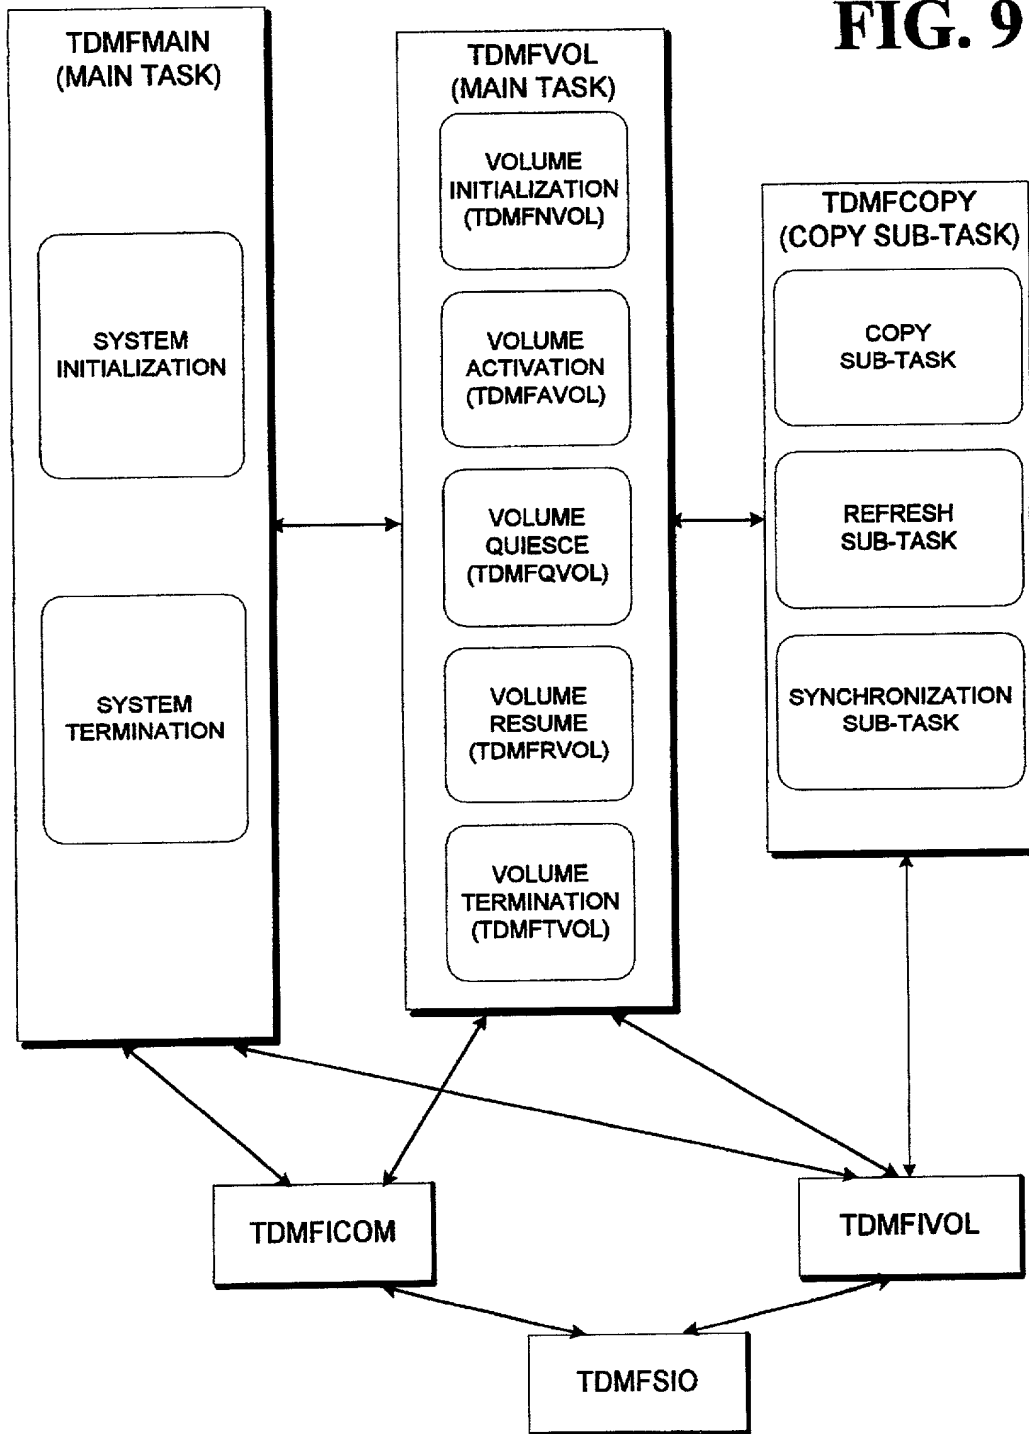 FIG. 9
TDMFMAIN
(MAIN TASK)
SYSTEM
INITIALIZATION
SYSTEM
TERMINATION
TDMFVOL
(MAIN TASK)
VOLUME
INITIALIZATION
(TDMFNVOL)
VOLUME
ACTIVATION
(TDMFAVOL)
VOLUME
QUIESCE
(TDMFQVOL)
VOLUME
RESUME
(TDMFRVOL)
VOLUME
TERMINATION
(TDMFTVOL)
TDMFCOPY
(COPY SUB-TASK)
COPY
SUB-TASK
REFRESH
SUB-TASK
SYNCHRONIZATION
SUB-TASK
TDMFICOM
TDMFIVOL
TDMFSIO